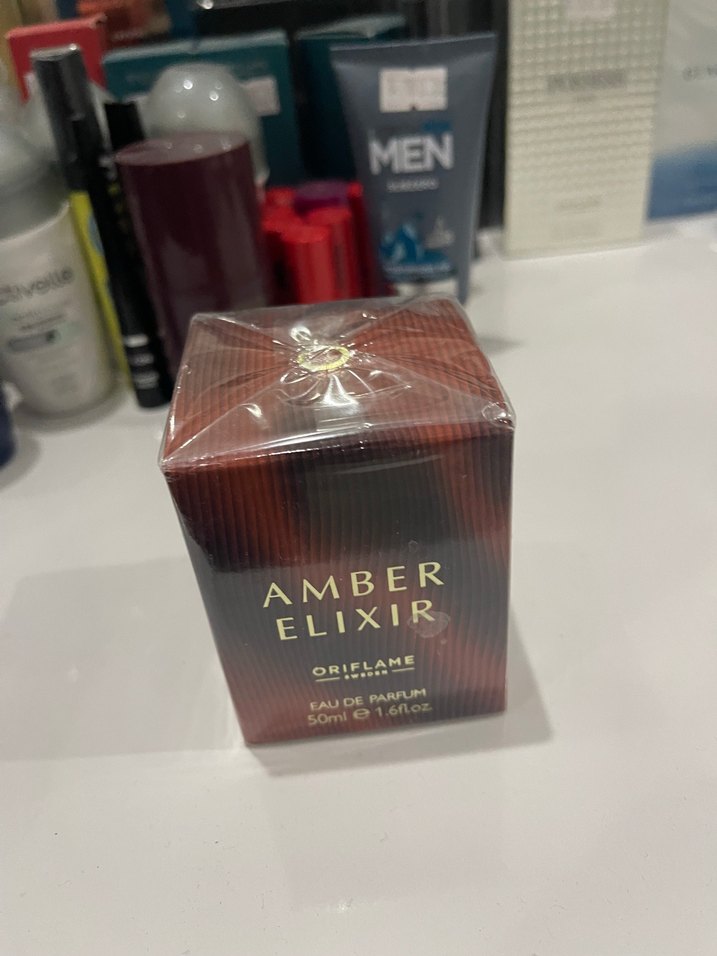 MEN
AMBER
ELIXIR
ORIFLAME
SWEDEN
EAU DE PARFUM
50ml e 1.6fl.oz.